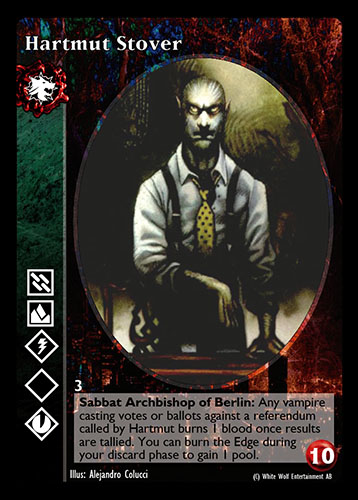 Hartmut Stover
3
Sabbat Archbishop of Berlin: Any vampire
casting votes or ballots against a referendum
called by Hartmut burns 1 blood once results
are tallied. You can burn the Edge during
your discard phase to gain 1 pool.
10
Illus: Alejandro Colucci
(C) White Wolf Entertainment AB